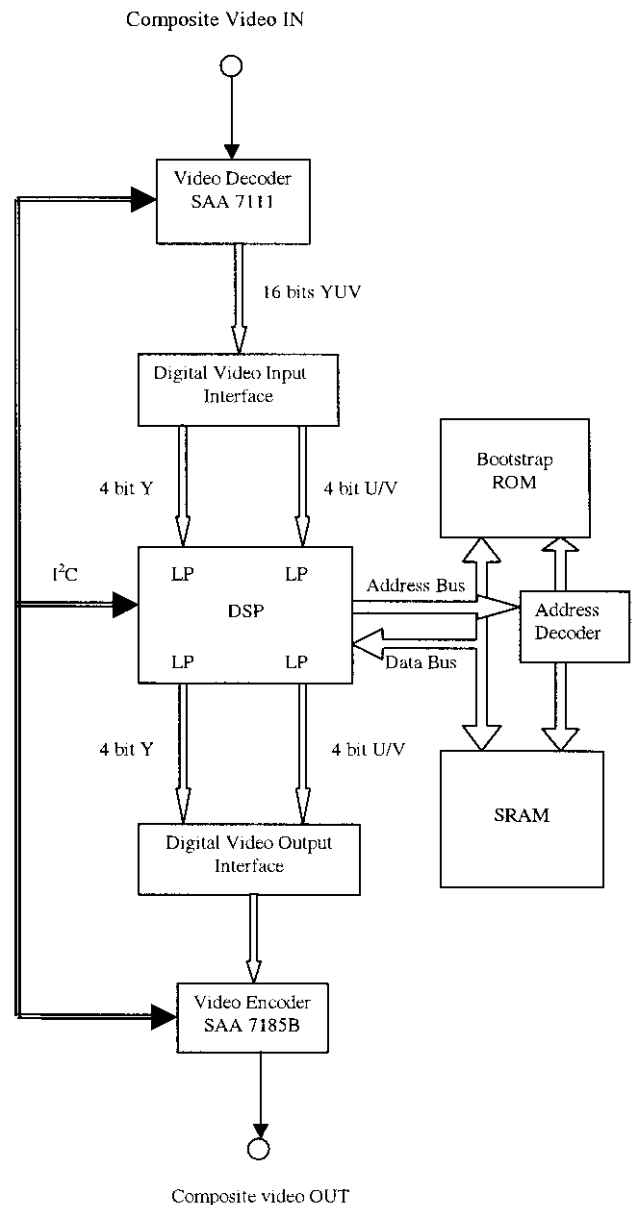 Composite Video IN
Video Decoder
SAA 7111
16 bits YUV
Digital Video Input
Interface
4 bit Y
4 bit U/V
Bootstrap
ROM
I²C
LP
LP
DSP
LP
LP
Address Bus
Data Bus
Address
Decoder
4 bit Y
4 bit U/V
SRAM
Digital Video Output
Interface
Video Encoder
SAA 7185B
Composite video OUT